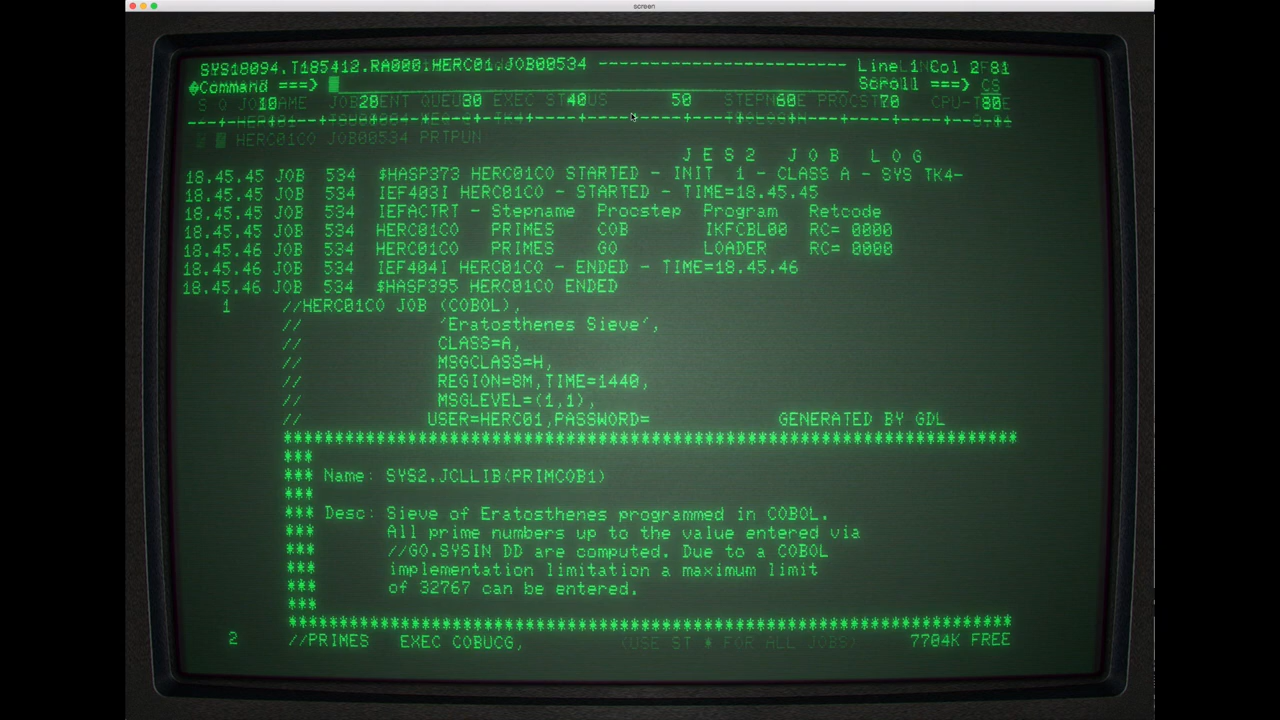 screen
SYS18094.T185412.RA000.HERC01.JOB00534 ------------------------ Line 1 Col 2 81
Command ===> Scroll ===> CS
10 20 30 40 50 60 70 80
---+----+----+----+----+----+----+----+----+----+----+----+----+----+----+----+
HERC01CO JOB00534 PRTPUN
J E S 2   J O B   L O G
18.45.45 JOB  534  $HASP373 HERC01CO STARTED - INIT  1 - CLASS A - SYS TK4-
18.45.45 JOB  534  IEF403I HERC01CO - STARTED - TIME=18.45.45
18.45.45 JOB  534  IEFACTRT - Stepname  Procstep  Program   Retcode
18.45.45 JOB  534  HERC01CO   PRIMES    COB       IKFCBL00  RC= 0000
18.45.46 JOB  534  HERC01CO   PRIMES    GO        LOADER    RC= 0000
18.45.46 JOB  534  IEF404I HERC01CO - ENDED - TIME=18.45.46
18.45.46 JOB  534  $HASP395 HERC01CO ENDED
1     //HERC01CO JOB (COBOL),
//             'Eratosthenes Sieve',
//             CLASS=A,
//             MSGCLASS=H,
//             REGION=8M,TIME=1440,
//             MSGLEVEL=(1,1),
//            USER=HERC01,PASSWORD=            GENERATED BY GDL
**********************************************************************
***
*** Name: SYS2.JCLLIB(PRIMCOB1)
***
*** Desc: Sieve of Eratosthenes programmed in COBOL.
***       All prime numbers up to the value entered via
***       //GO.SYSIN DD are computed. Due to a COBOL
***       implementation limitation a maximum limit
***       of 32767 can be entered.
***
**********************************************************************
2     //PRIMES   EXEC COBUCG, (USE ST * FOR ALL JOBS) 7704K FREE